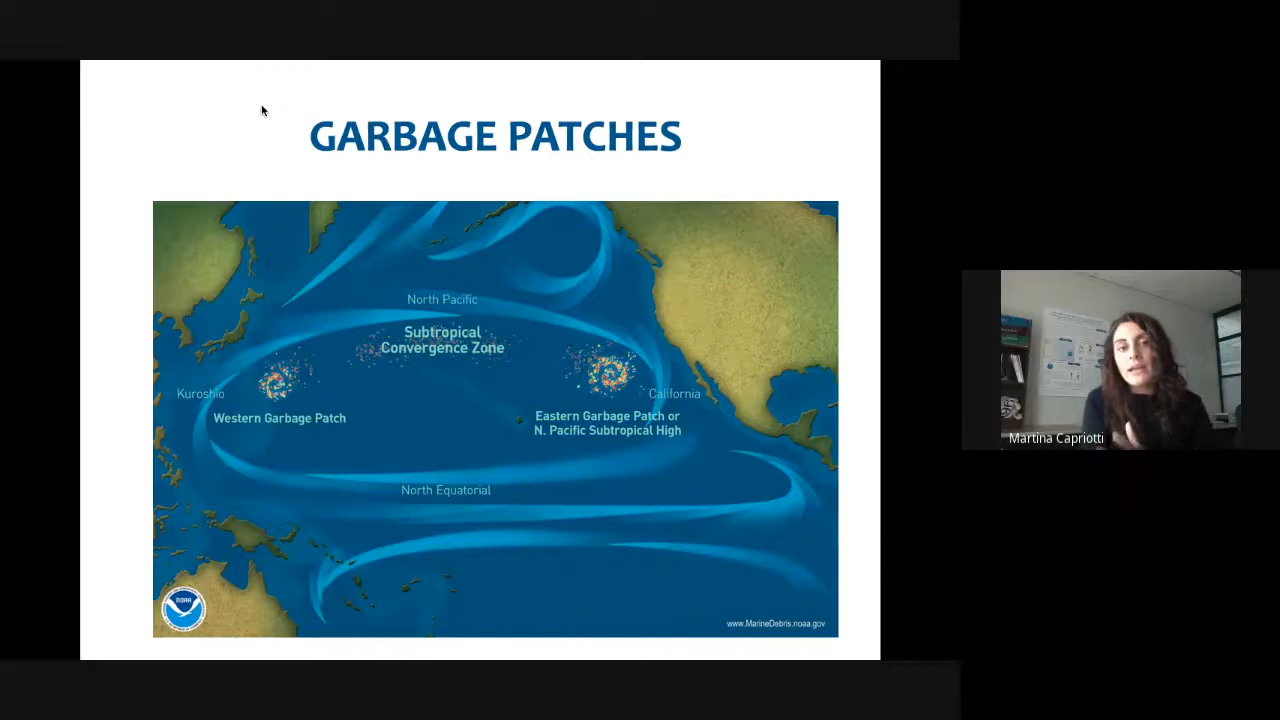 GARBAGE PATCHES
North Pacific
Subtropical
Convergence Zone
Kuroshio
California
Western Garbage Patch
Eastern Garbage Patch or
N. Pacific Subtropical High
North Equatorial
NOAA
www.MarineDebris.noaa.gov
Martina Capriotti